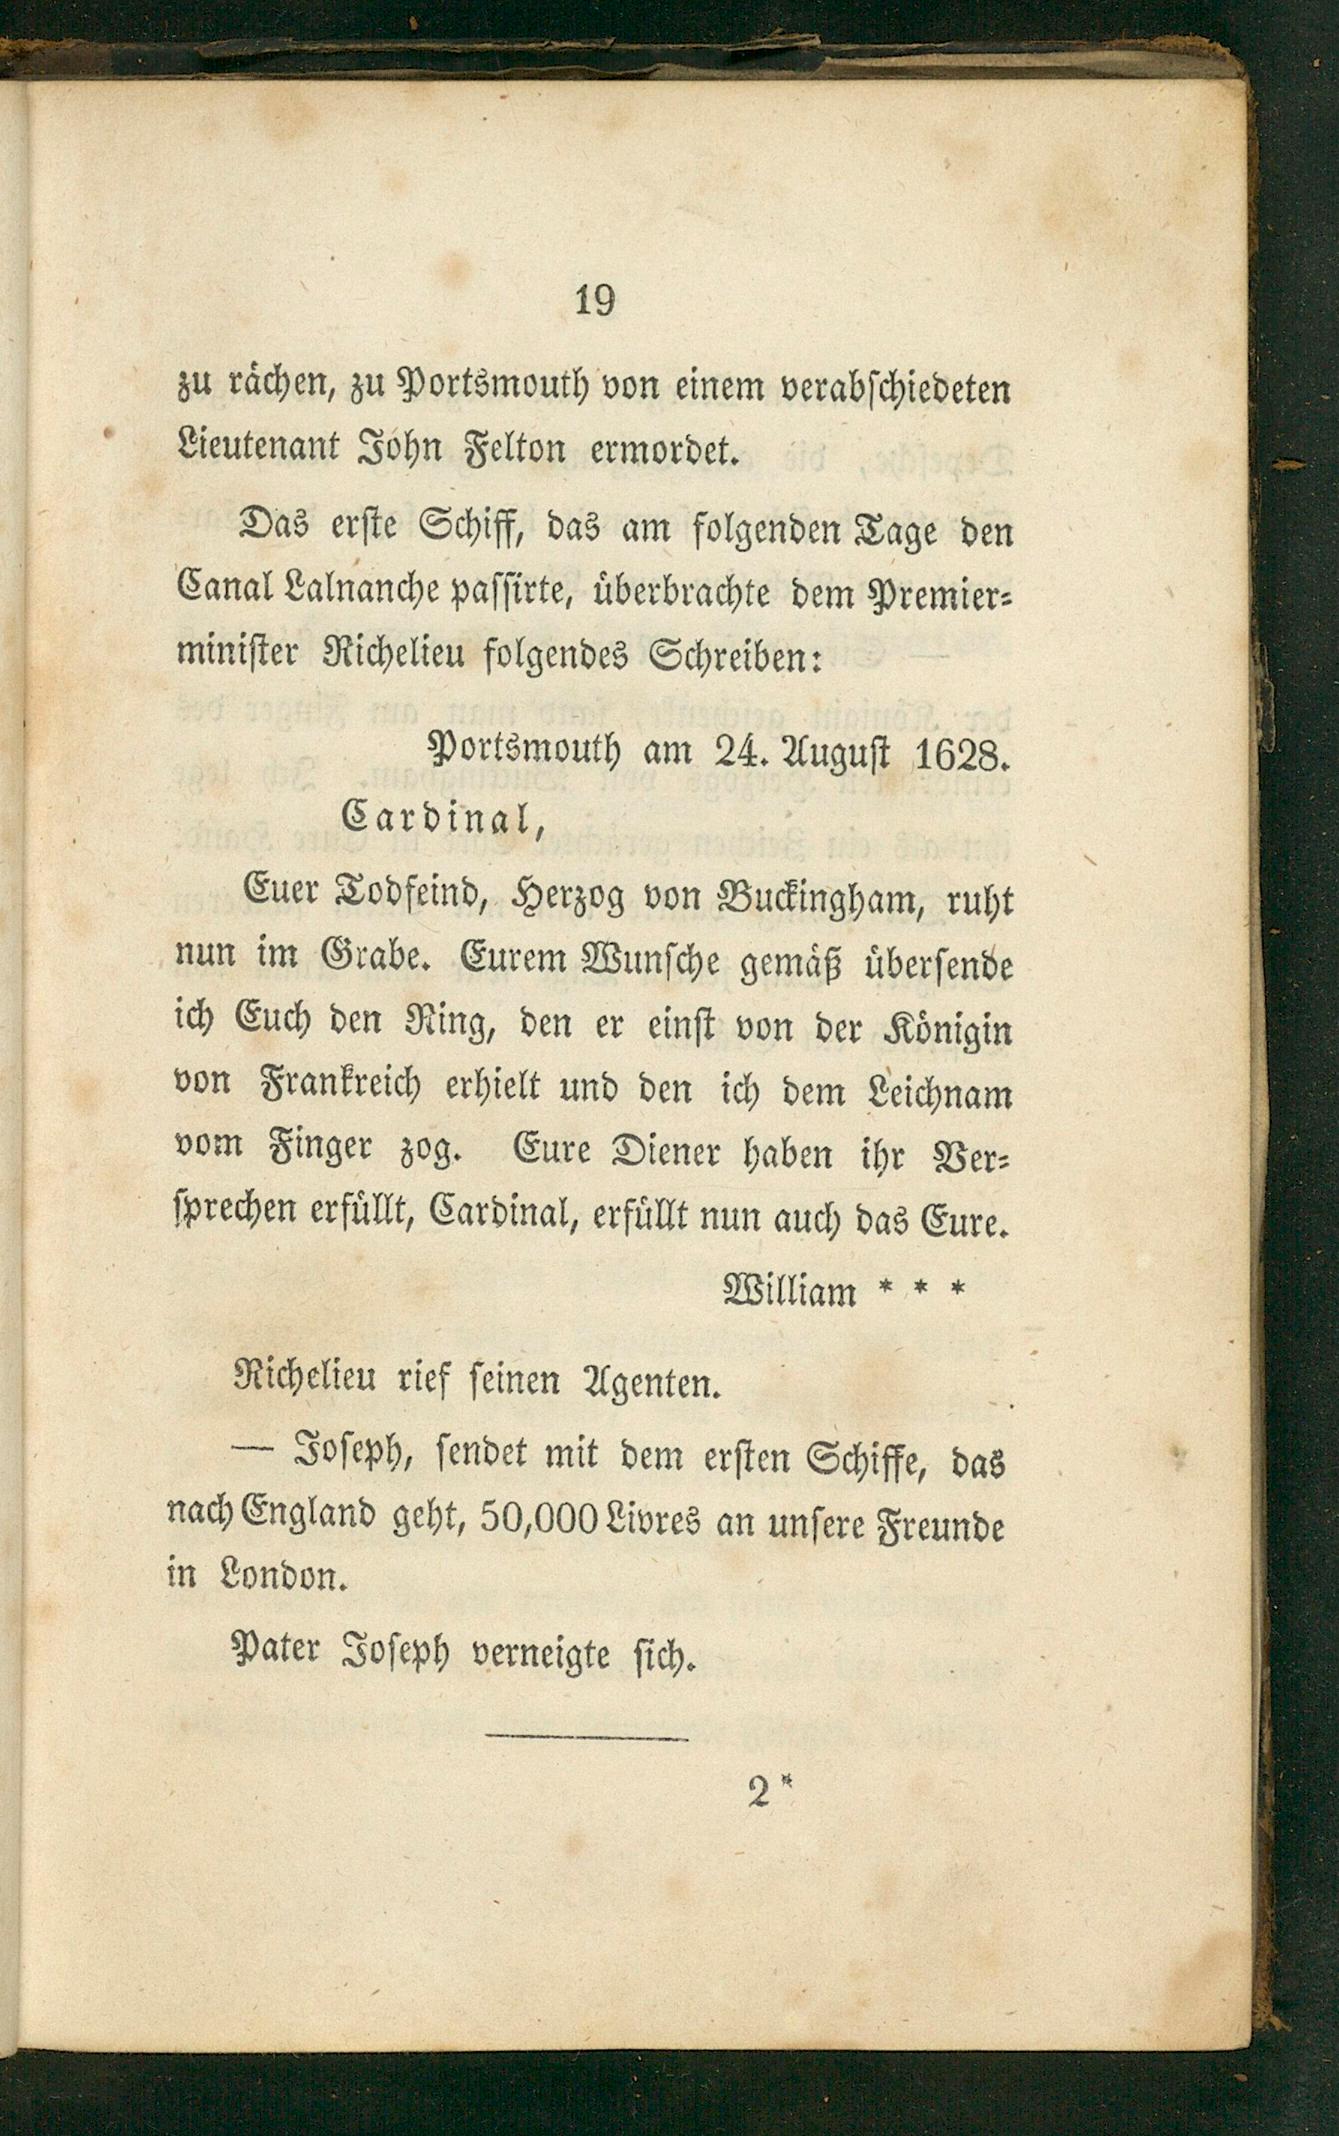 19
zu rächen, zu Portsmouth von einem verabschiedeten
Lieutenant John Felton ermordet.
Das erste Schiff, das am folgenden Tage den
Canal Lalnanche passirte, überbrachte dem Premier-
minister Richelieu folgendes Schreiben:
Portsmouth am 24. August 1628.
Cardinal,
Euer Todfeind, Herzog von Buckingham, ruht
nun im Grabe. Eurem Wunsche gemäß übersende
ich Euch den Ring, den er einst von der Königin
von Frankreich erhielt und den ich dem Leichnam
vom Finger zog. Eure Diener haben ihr Ver-
sprechen erfüllt, Cardinal, erfüllt nun auch das Eure.
William * * *
Richelieu rief seinen Agenten.
— Joseph, sendet mit dem ersten Schiffe, das
nach England geht, 50,000 Livres an unsere Freunde
in London.
Pater Joseph verneigte sich.
2*